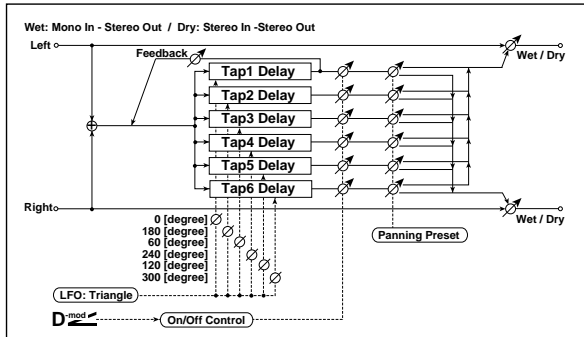 Wet: Mono In - Stereo Out / Dry: Stereo In -Stereo Out
Left
Feedback
Wet / Dry
Tap1 Delay
Tap2 Delay
Tap3 Delay
Tap4 Delay
Tap5 Delay
Tap6 Delay
Right
Wet / Dry
0 [degree]
180 [degree]
60 [degree]
240 [degree]
120 [degree]
300 [degree]
Panning Preset
LFO: Triangle
D-mod
On/Off Control